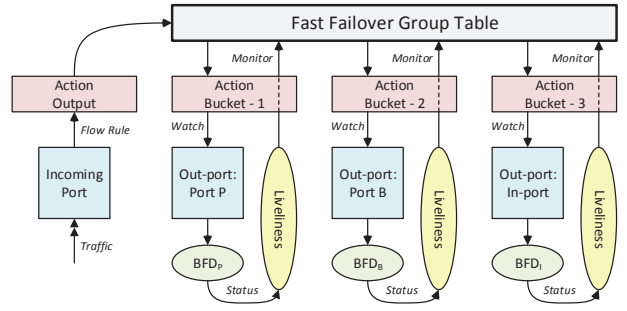 Fast Failover Group Table
Monitor
Monitor
Monitor
Action
Output
Action
Bucket - 1
Action
Bucket - 2
Action
Bucket - 3
Flow Rule
Watch
Watch
Watch
Incoming
Port
Out-port:
Port P
Liveliness
Out-port:
Port B
Liveliness
Out-port:
In-port
Liveliness
Traffic
BFDP
BFDB
BFDI
Status
Status
Status